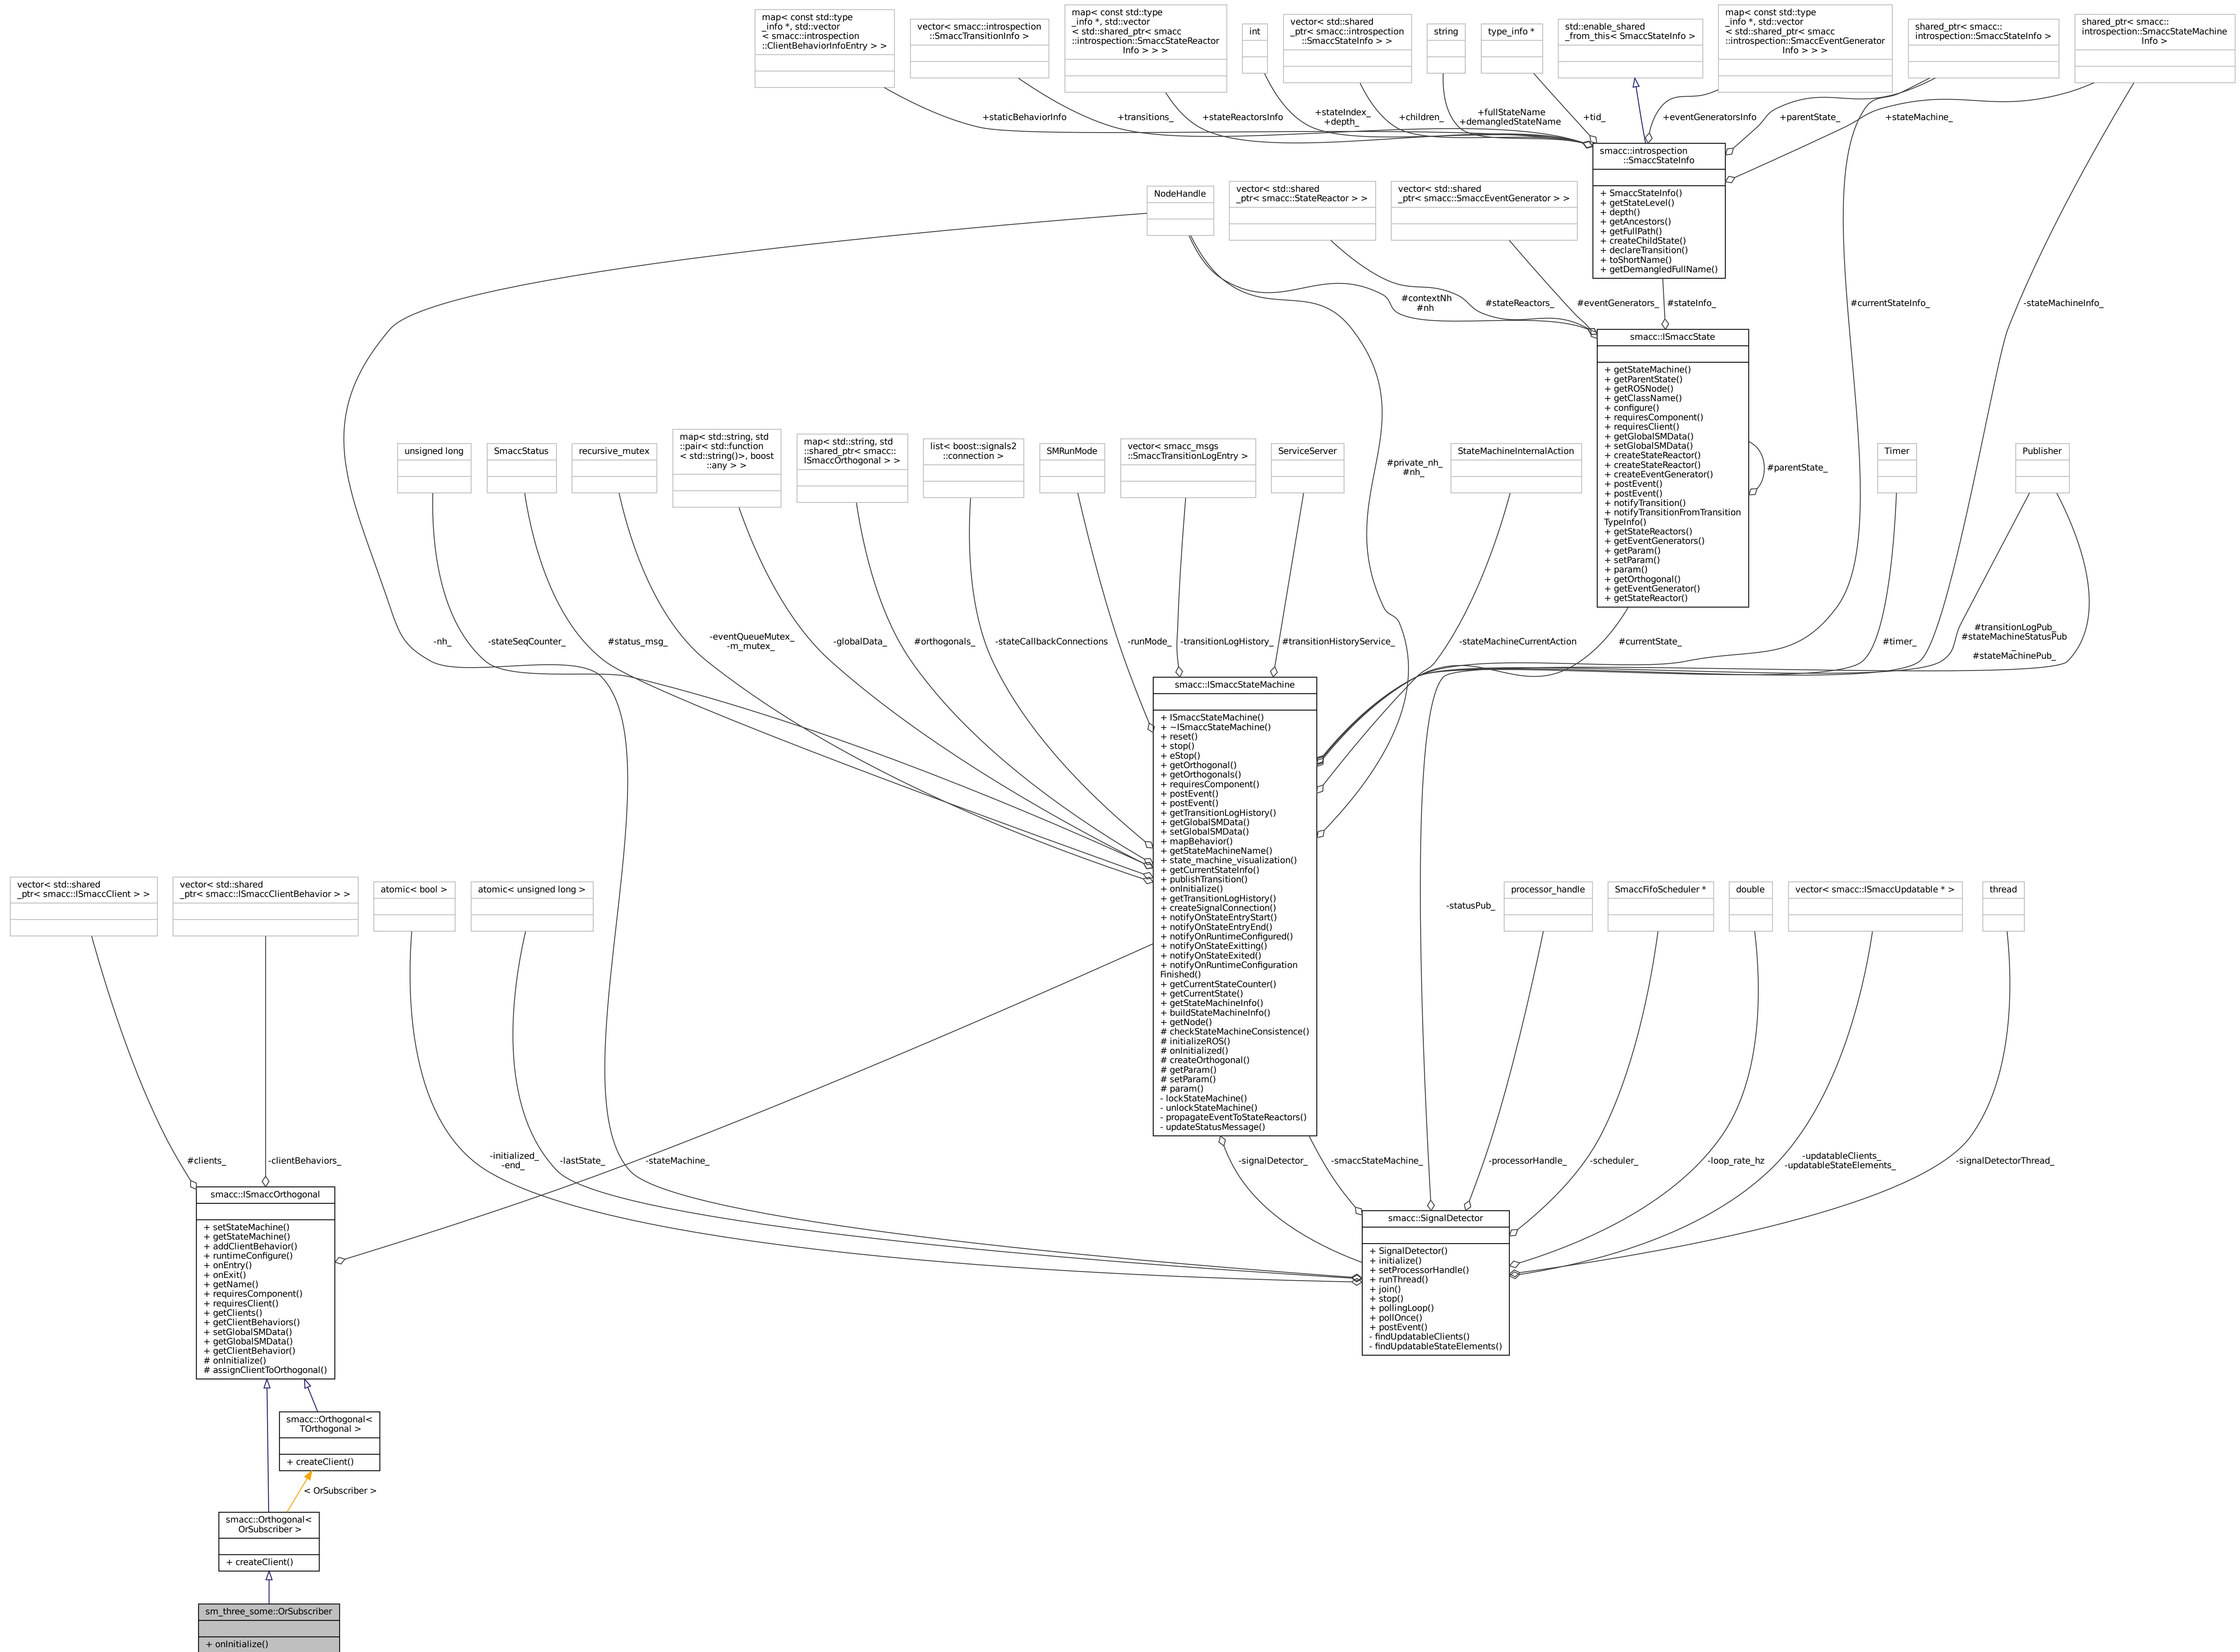 map< const std::type
_info *, std::vector
< smacc::introspection
::ClientBehaviorInfoEntry > >
vector< smacc::introspection
::SmaccTransitionInfo >
map< const std::type
_info *, std::vector
< std::shared_ptr< smacc
::introspection::SmaccStateReactor
Info > > >
int
vector< std::shared
_ptr< smacc::introspection
::SmaccStateInfo > >
string
type_info *
std::enable_shared
_from_this< SmaccStateInfo >
map< const std::type
_info *, std::vector
< std::shared_ptr< smacc
::introspection::SmaccEventGenerator
Info > > >
shared_ptr< smacc::
introspection::SmaccStateInfo >
shared_ptr< smacc::
introspection::SmaccStateMachine
Info >
+staticBehaviorInfo
+transitions_
+stateReactorsInfo
+stateIndex_
+depth_
+children_
+fullStateName
+demangledStateName
+tid_
+eventGeneratorsInfo
+parentState_
+stateMachine_
smacc::introspection
::SmaccStateInfo
+ SmaccStateInfo()
+ getStateLevel()
+ depth()
+ getAncestors()
+ getFullPath()
+ createChildState()
+ declareTransition()
+ toShortName()
+ getDemangledFullName()
NodeHandle
vector< std::shared
_ptr< smacc::StateReactor > >
vector< std::shared
_ptr< smacc::SmaccEventGenerator > >
#contextNh
#nh
#stateReactors_
#eventGenerators_
#stateInfo_
#currentStateInfo_
-stateMachineInfo_
smacc::ISmaccState
+ getStateMachine()
+ getParentState()
+ getROSNode()
+ getClassName()
+ configure()
+ requiresComponent()
+ requiresClient()
+ getGlobalSMData()
+ setGlobalSMData()
+ createStateReactor()
+ createStateReactor()
+ createEventGenerator()
+ postEvent()
+ postEvent()
+ notifyTransition()
+ notifyTransitionFromTransition
TypeInfo()
+ getStateReactors()
+ getEventGenerators()
+ getParam()
+ setParam()
+ param()
+ getOrthogonal()
+ getEventGenerator()
+ getStateReactor()
#parentState_
unsigned long
SmaccStatus
recursive_mutex
map< std::string, std
::pair< std::function
< std::string()>, boost
::any > >
map< std::string, std
::shared_ptr< smacc::
ISmaccOrthogonal > >
list< boost::signals2
::connection >
SMRunMode
vector< smacc_msgs
::SmaccTransitionLogEntry >
ServiceServer
#private_nh_
#nh_
StateMachineInternalAction
Timer
Publisher
-nh_
-stateSeqCounter_
#status_msg_
-eventQueueMutex_
-m_mutex_
-globalData_
#orthogonals_
-stateCallbackConnections
-runMode_
-transitionLogHistory_
#transitionHistoryService_
-stateMachineCurrentAction
#currentState_
#timer_
#transitionLogPub_
#stateMachineStatusPub
_
#stateMachinePub_
smacc::ISmaccStateMachine
+ ISmaccStateMachine()
+ ~ISmaccStateMachine()
+ reset()
+ stop()
+ eStop()
+ getOrthogonal()
+ getOrthogonals()
+ requiresComponent()
+ postEvent()
+ postEvent()
+ getTransitionLogHistory()
+ getGlobalSMData()
+ setGlobalSMData()
+ mapBehavior()
+ getStateMachineName()
+ state_machine_visualization()
+ getCurrentStateInfo()
+ publishTransition()
+ onInitialize()
+ getTransitionLogHistory()
+ createSignalConnection()
+ notifyOnStateEntryStart()
+ notifyOnStateEntryEnd()
+ notifyOnRuntimeConfigured()
+ notifyOnStateExitting()
+ notifyOnStateExited()
+ notifyOnRuntimeConfiguration
Finished()
+ getCurrentStateCounter()
+ getCurrentState()
+ getStateMachineInfo()
+ buildStateMachineInfo()
+ getNode()
# checkStateMachineConsistence()
# initializeROS()
# onInitialized()
# createOrthogonal()
# getParam()
# setParam()
# param()
- lockStateMachine()
- unlockStateMachine()
- propagateEventToStateReactors()
- updateStatusMessage()
vector< std::shared
_ptr< smacc::ISmaccClient > >
vector< std::shared
_ptr< smacc::ISmaccClientBehavior > >
atomic< bool >
atomic< unsigned long >
-statusPub_
processor_handle
SmaccFifoScheduler *
double
vector< smacc::ISmaccUpdatable * >
thread
#clients_
-clientBehaviors_
-initialized_
-end_
-lastState_
-stateMachine_
-signalDetector_
-smaccStateMachine_
-processorHandle_
-scheduler_
-loop_rate_hz
-updatableClients_
-updatableStateElements_
-signalDetectorThread_
smacc::ISmaccOrthogonal
+ setStateMachine()
+ getStateMachine()
+ addClientBehavior()
+ runtimeConfigure()
+ onEntry()
+ onExit()
+ getName()
+ requiresComponent()
+ requiresClient()
+ getClients()
+ getClientBehaviors()
+ setGlobalSMData()
+ getGlobalSMData()
+ getClientBehavior()
# onInitialize()
# assignClientToOrthogonal()
smacc::SignalDetector
+ SignalDetector()
+ initialize()
+ setProcessorHandle()
+ runThread()
+ join()
+ stop()
+ pollingLoop()
+ pollOnce()
+ postEvent()
- findUpdatableClients()
- findUpdatableStateElements()
smacc::Orthogonal<
TOrthogonal >
+ createClient()
< OrSubscriber >
smacc::Orthogonal<
OrSubscriber >
+ createClient()
sm_three_some::OrSubscriber
+ onInitialize()